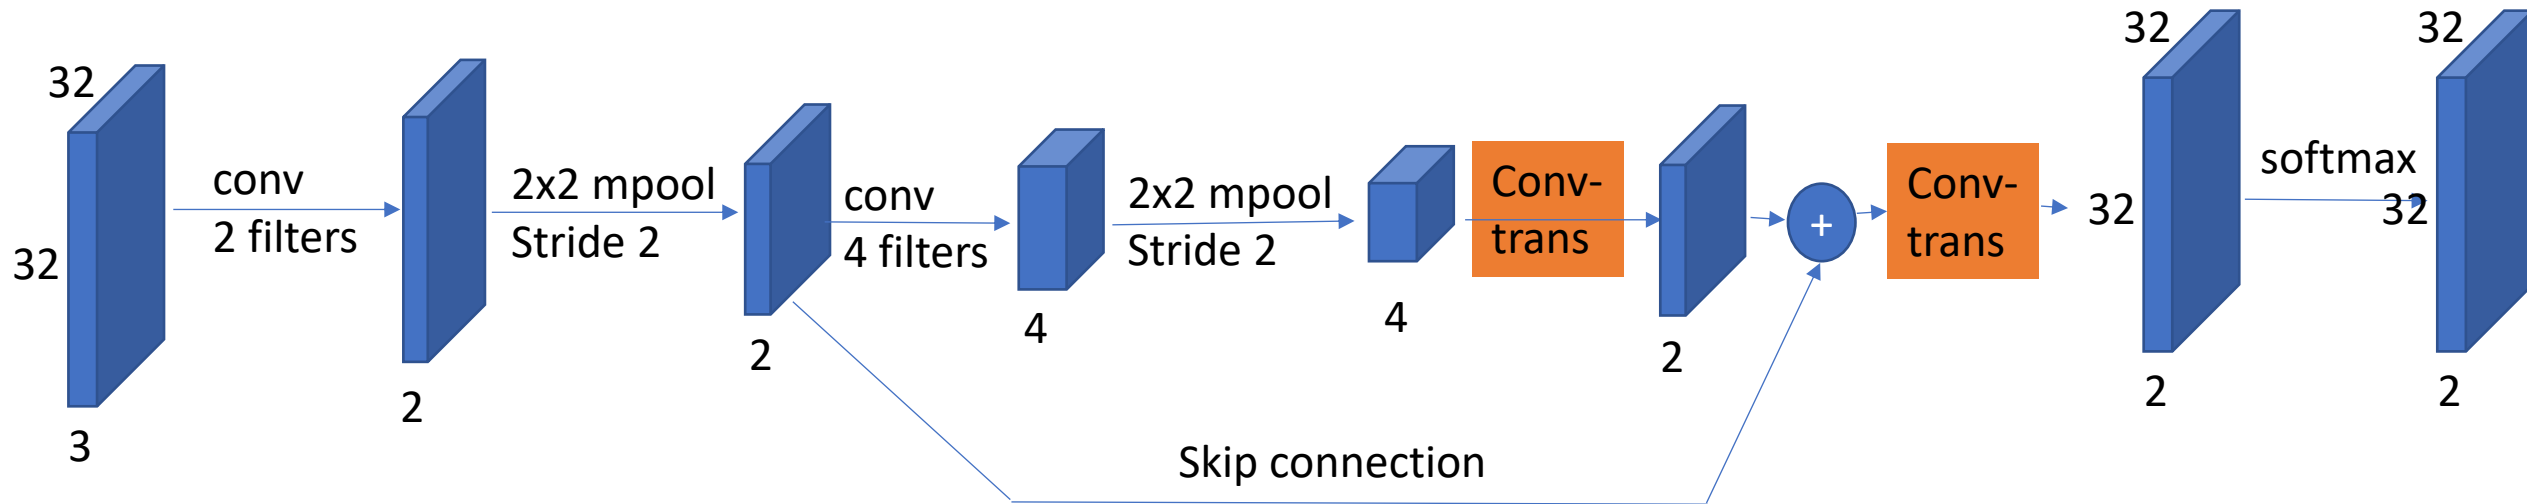 32
32
3
conv
2 filters
2
2x2 mpool
Stride 2
2
conv
4 filters
4
2x2 mpool
Stride 2
4
Conv-
trans
2
+
Skip connection
Conv-
trans
32
32
2
softmax
32
32
2